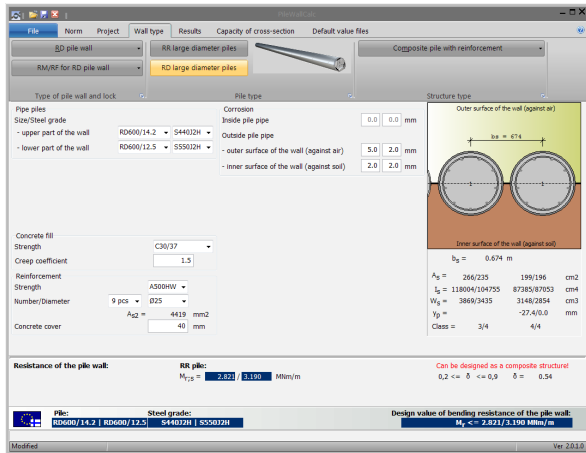 File Norm Project Wall type Results Capacity of cross-section Default value files
RD pile wall RR large diameter piles Composite pile with reinforcement
RM/RF for RD pile wall RD large diameter piles
Type of pile wall and lock Pile type Structure type
Pipe piles Corrosion Outer surface of the wall (against air)
Size/Steel grade Inside pile pipe 0.0 0.0 mm
- upper part of the wall RD600/14.2 S440J2H Outside pile pipe bs = 674
- lower part of the wall RD600/12.5 S550J2H - outer surface of the wall (against air) 5.0 2.0 mm
- inner surface of the wall (against soil) 2.0 2.0 mm
Inner surface of the wall (against soil)
Concrete fill
Strength C30/37 bS = 0.674 m
Creep coefficient 1.5
Reinforcement AS = 266/235 199/196 cm2
Strength A500HW IS = 118004/104755 87385/87053 cm4
Number/Diameter 9 pcs Ø25 WS = 3869/3435 3148/2854 cm3
As2 = 4419 mm2 yp = -27.4/0.0 mm
Concrete cover 40 mm Class = 3/4 4/4
Resistance of the pile wall: RR pile: Can be designed as a composite structure!
Mr;S = 2.821 / 3.190 MNm/m 0,2 <= δ <= 0,9 δ = 0.54
Pile: Steel grade: Design value of bending resistance of the pile wall:
RD600/14.2 | RD600/12.5 S440J2H | S550J2H Mr <= 2.821/3.190 MNm/m
Modified Ver 2.0.1.0